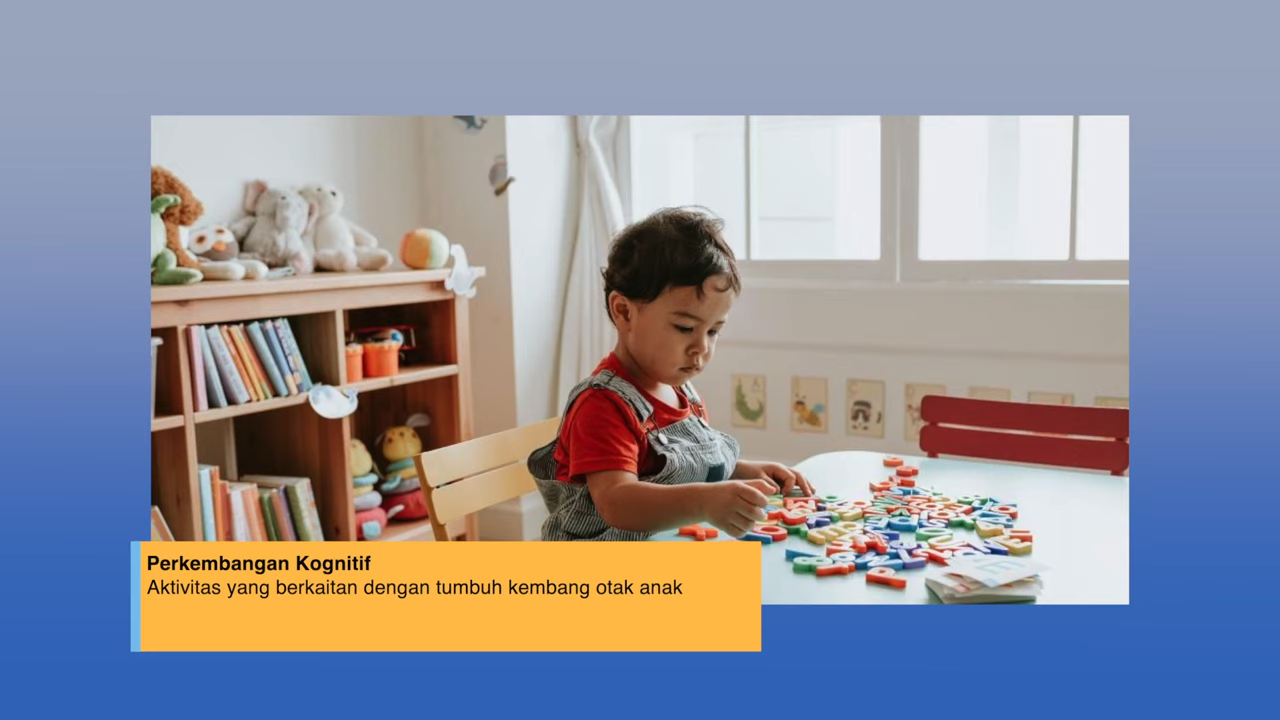 Perkembangan Kognitif
Aktivitas yang berkaitan dengan tumbuh kembang otak anak